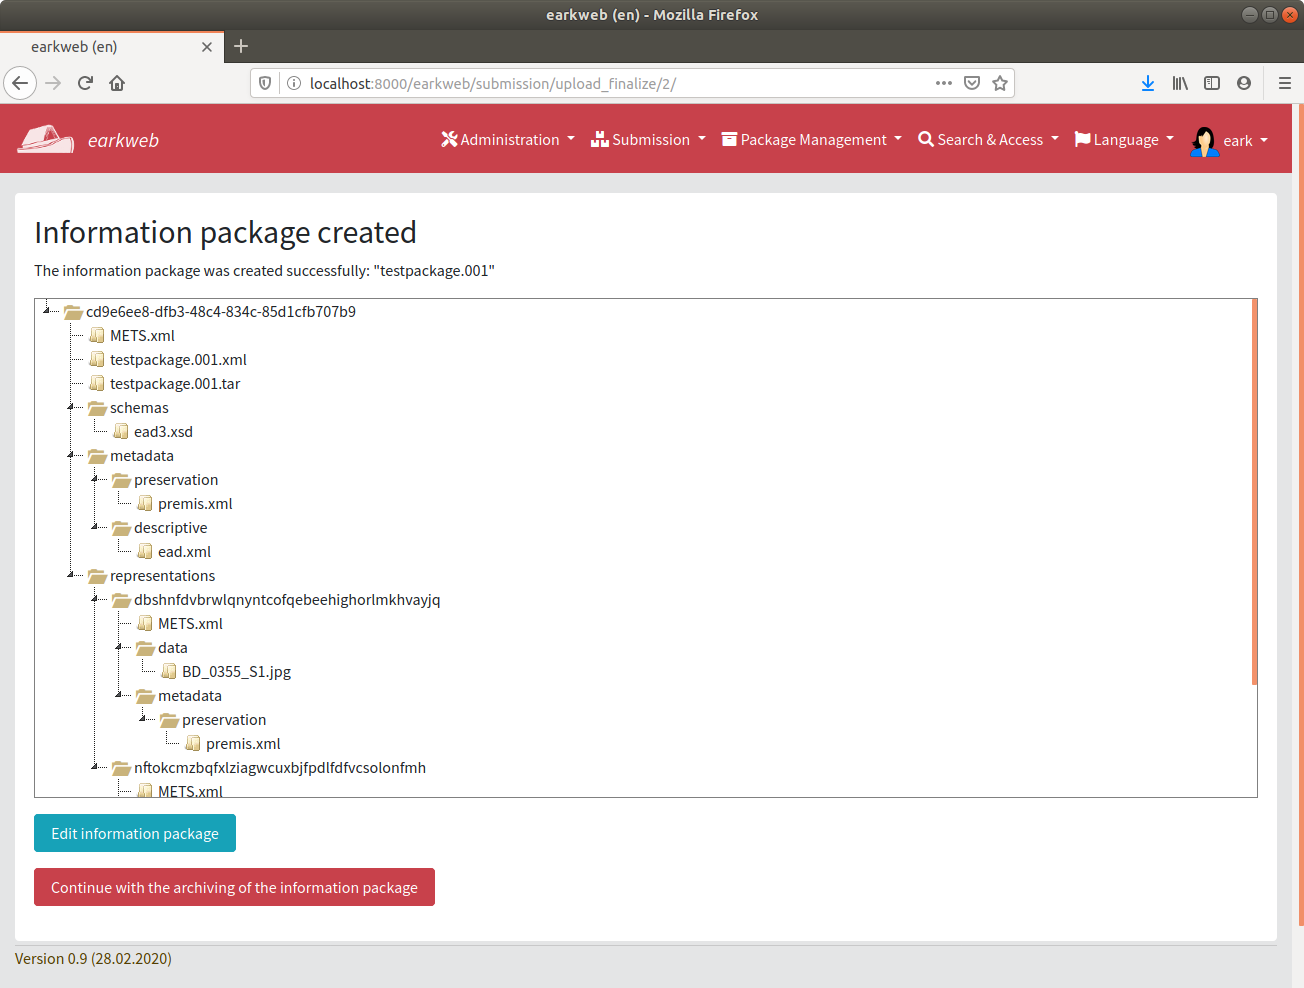 earkweb (en) - Mozilla Firefox
earkweb (en)
localhost:8000/earkweb/submission/upload_finalize/2/
earkweb Administration Submission Package Management Search & Access Language eark
Information package created
The information package was created successfully: "testpackage.001"
cd9e6ee8-dfb3-48c4-834c-85d1cfb707b9
METS.xml
testpackage.001.xml
testpackage.001.tar
schemas
ead3.xsd
metadata
preservation
premis.xml
descriptive
ead.xml
representations
dbshnfdvbrwlqnyntcofqebeehighorlmkhvayjq
METS.xml
data
BD_0355_S1.jpg
metadata
preservation
premis.xml
nftokcmzbqfxlziagwcuxbjfpdlfdfvcsolonfmh
METS.xml
Edit information package
Continue with the archiving of the information package
Version 0.9 (28.02.2020)